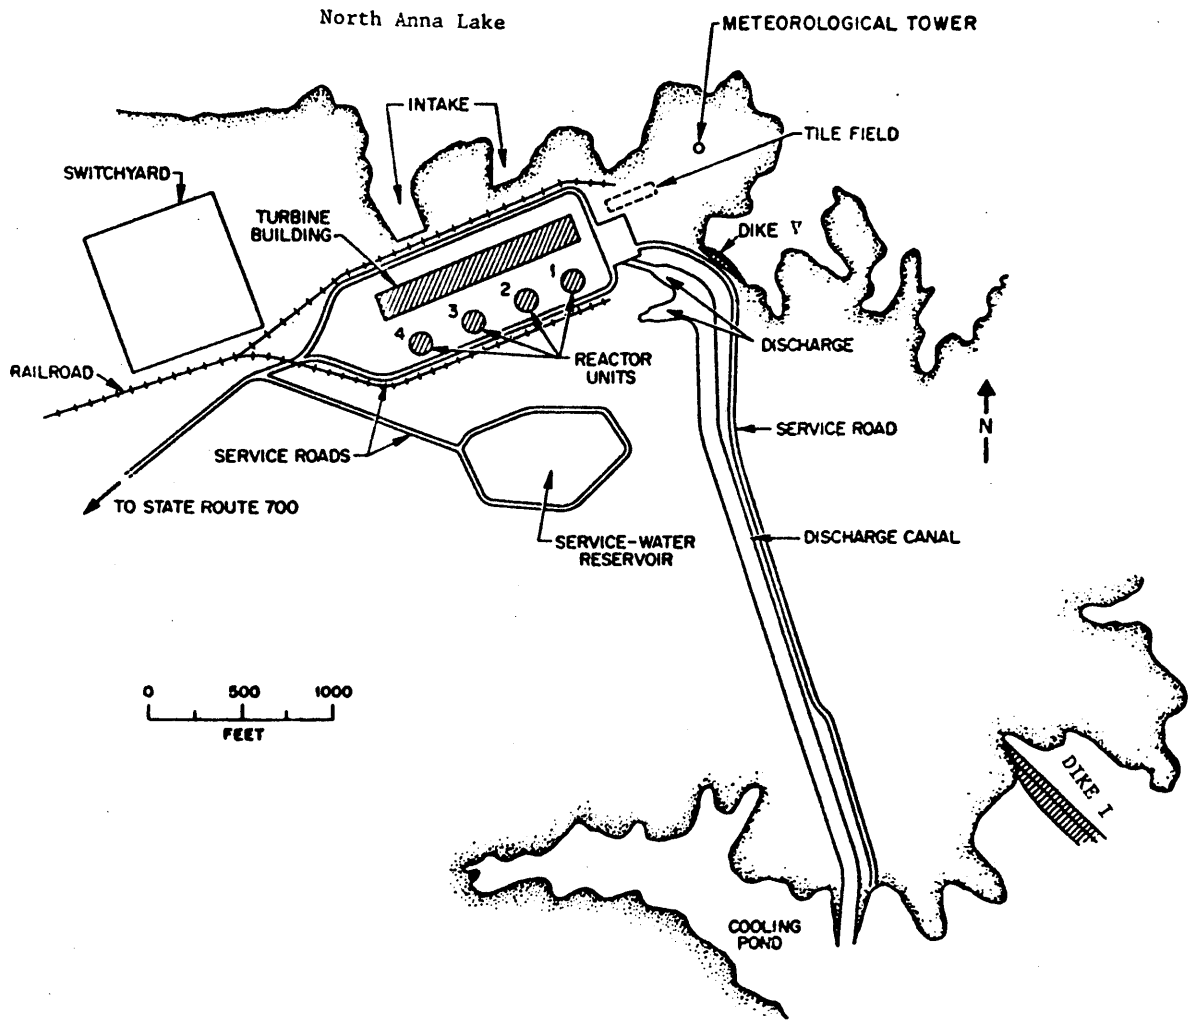 North Anna Lake
METEOROLOGICAL TOWER
INTAKE
TILE FIELD
SWITCHYARD
TURBINE
BUILDING
DIKE V
1
2
3
4
DISCHARGE
REACTOR
UNITS
RAILROAD
N
SERVICE ROAD
SERVICE ROADS
TO STATE ROUTE 700
SERVICE-WATER
RESERVOIR
DISCHARGE CANAL
0 500 1000
FEET
DIKE I
COOLING
POND